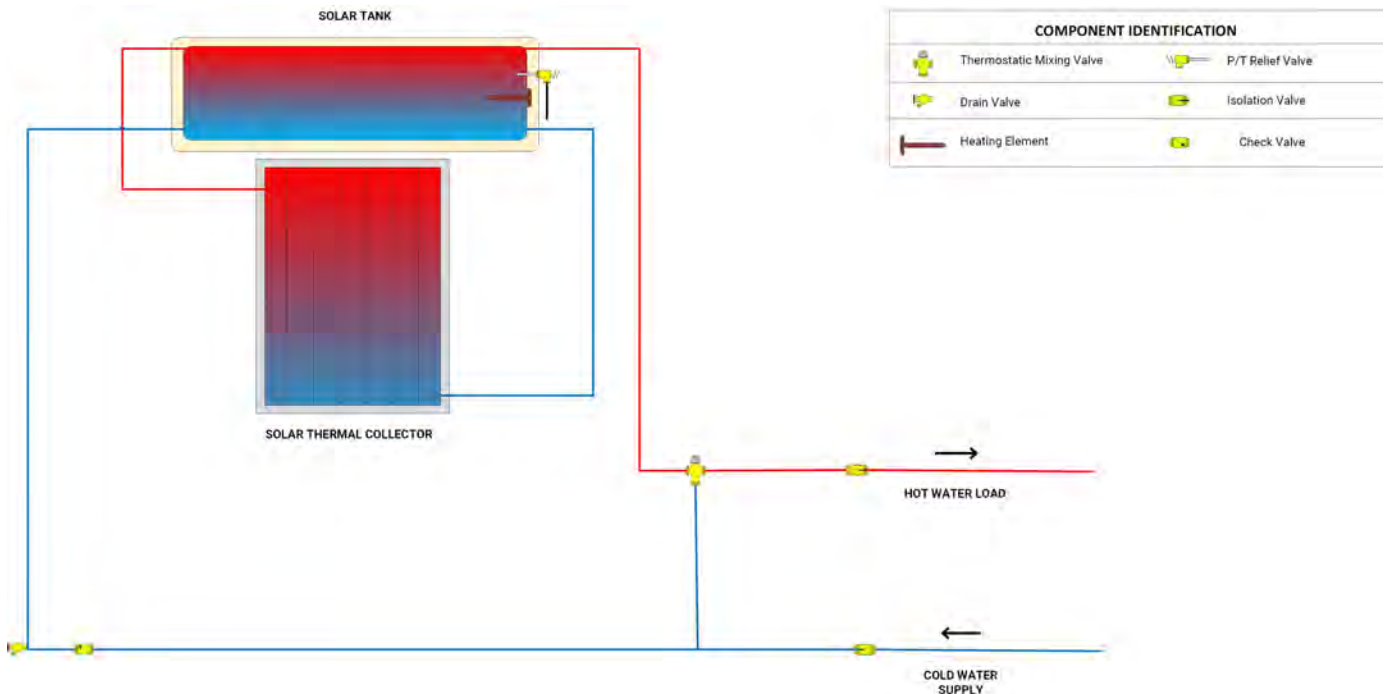 SOLAR TANK
COMPONENT IDENTIFICATION
Thermostatic Mixing Valve
P/T Relief Valve
Drain Valve
Isolation Valve
Heating Element
Check Valve
SOLAR THERMAL COLLECTOR
HOT WATER LOAD
COLD WATER
SUPPLY